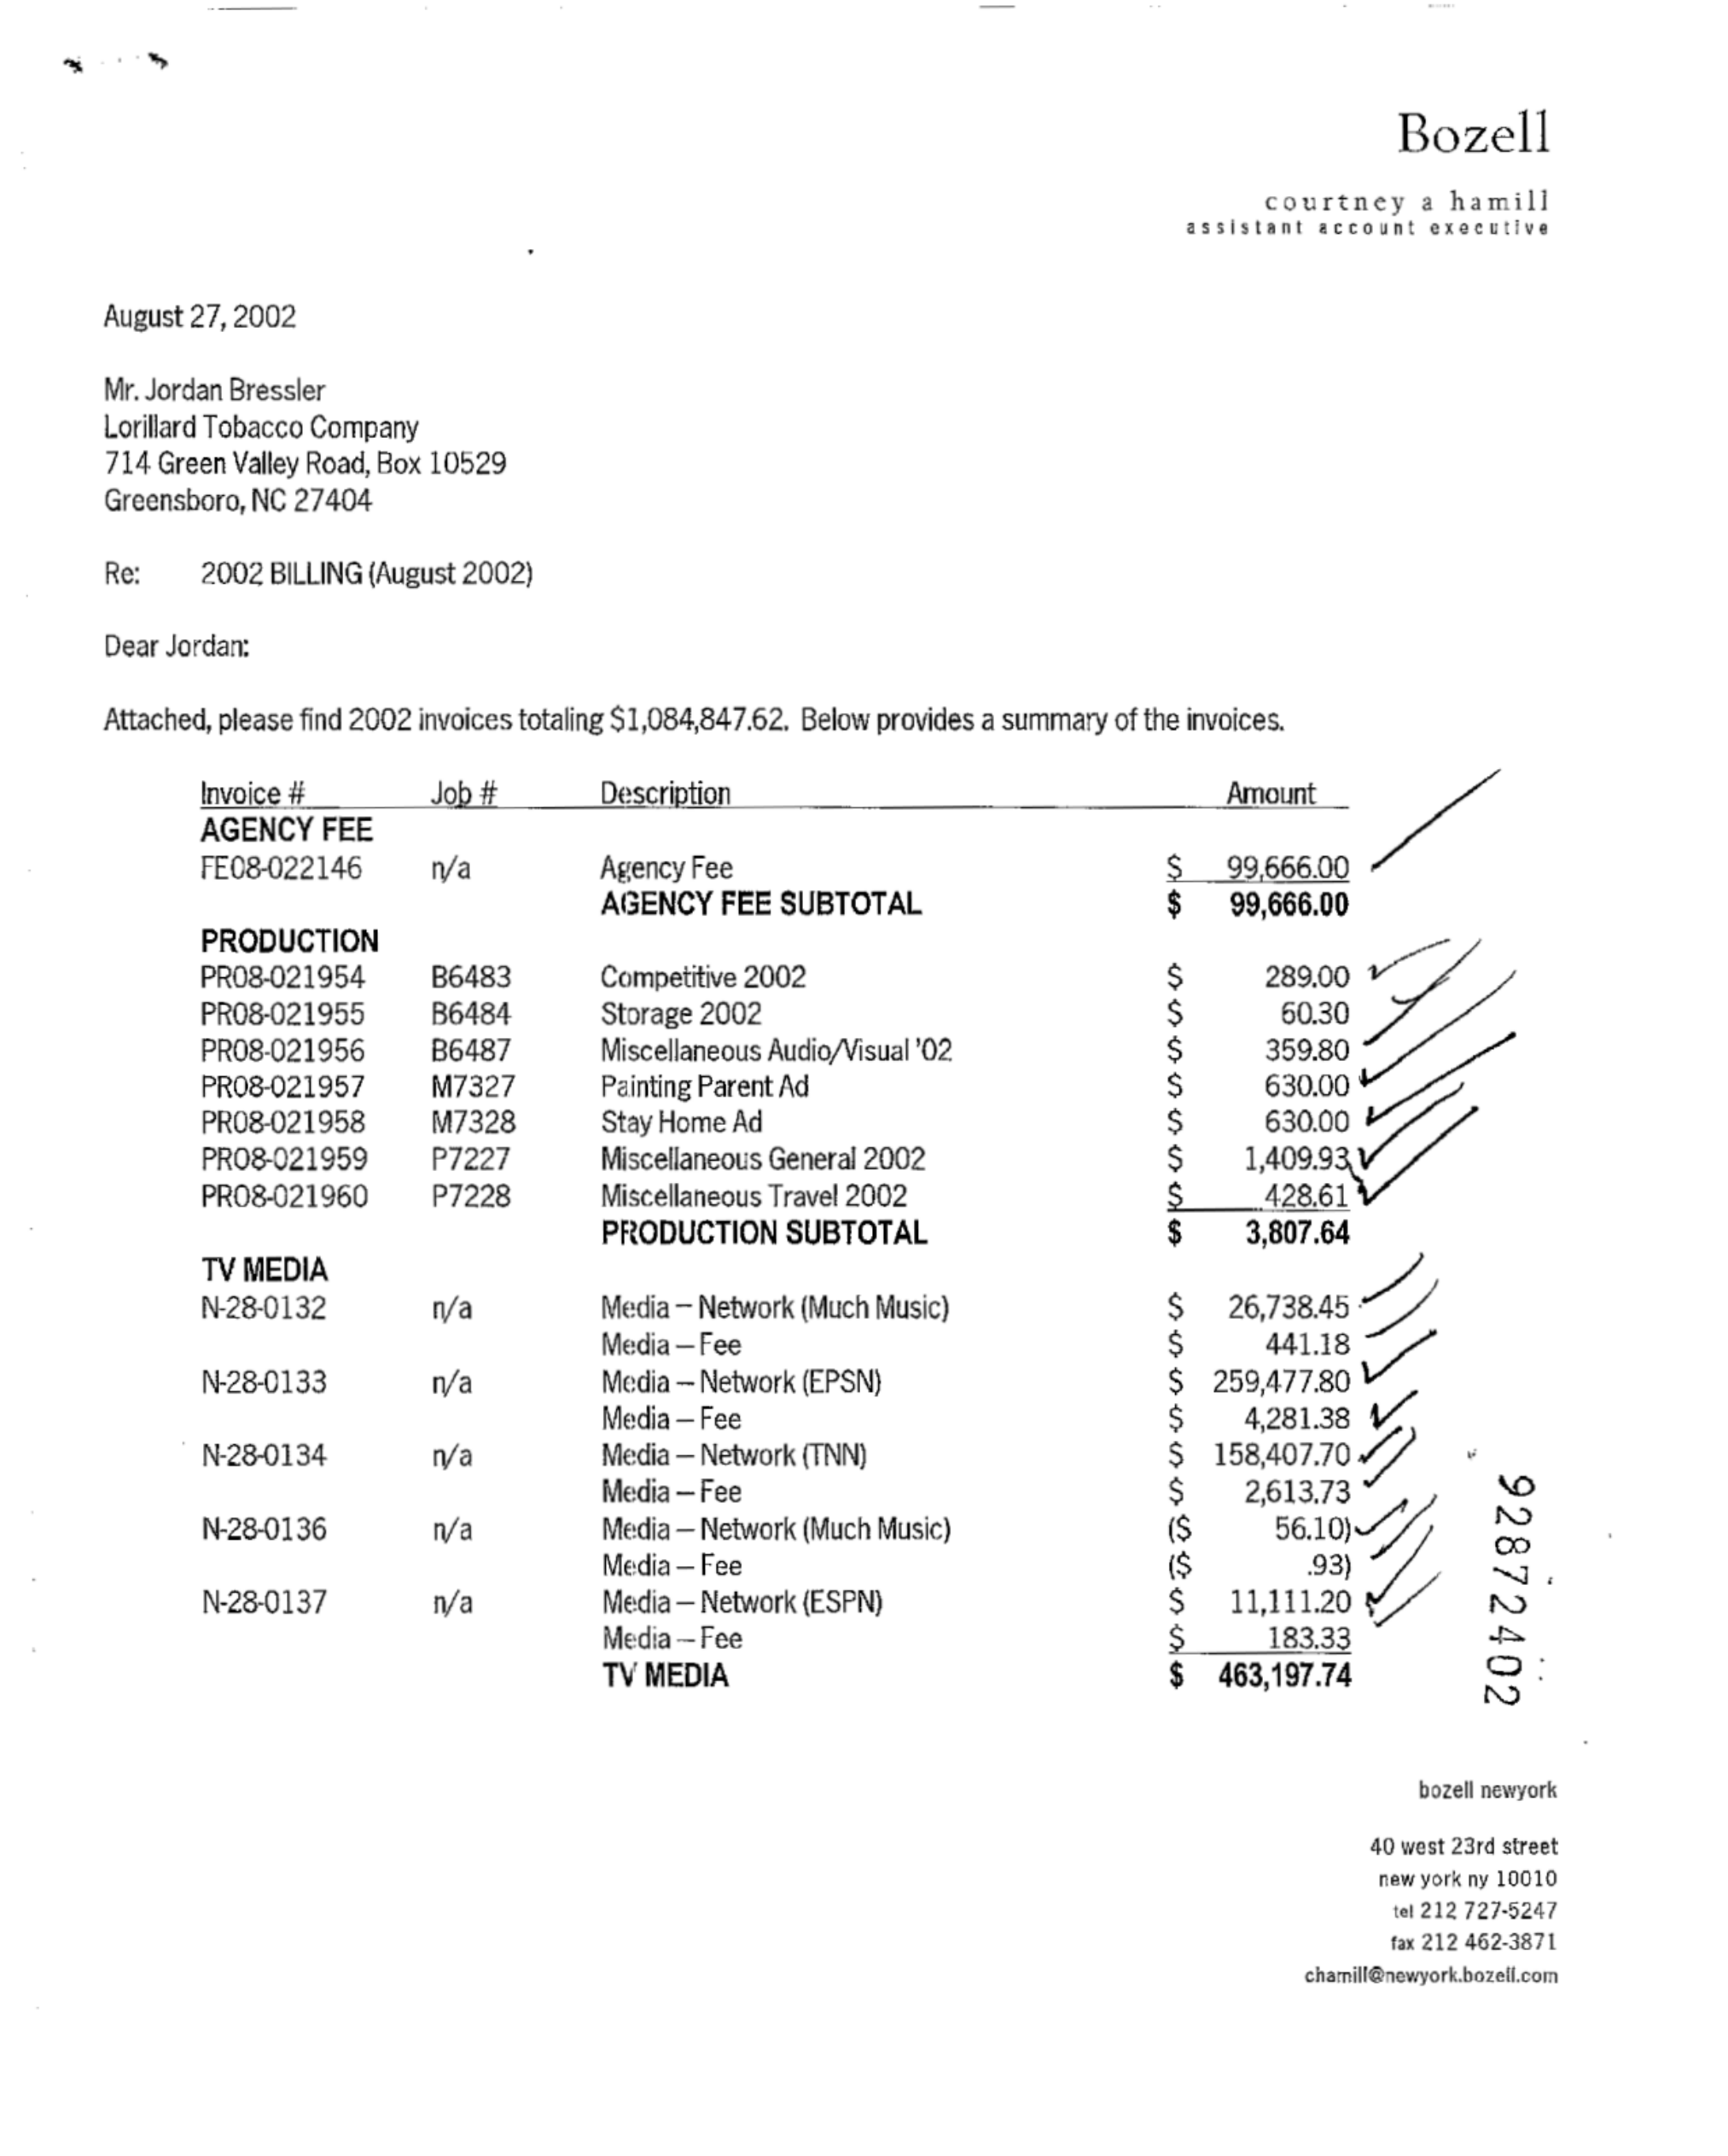 Bozell
courtney a hamill
assistant account executive
August 27, 2002
Mr. Jordan Bressler
Lorillard Tobacco Company
714 Green Valley Road, Box 10529
Greensboro, NC 27404
Re: 2002 BILLING (August 2002)
Dear Jordan:
Attached, please find 2002 invoices totaling $1,084,847.62. Below provides a summary of the invoices.
Invoice # Job # Description Amount
AGENCY FEE
FE08-022146 n/a Agency Fee $ 99,666.00
AGENCY FEE SUBTOTAL $ 99,666.00
PRODUCTION
PR08-021954 B6483 Competitive 2002 $ 289.00
PR08-021955 B6484 Storage 2002 $ 60.30
PR08-021956 B6487 Miscellaneous Audio/Visual '02 $ 359.80
PR08-021957 M7327 Painting Parent Ad $ 630.00
PR08-021958 M7328 Stay Home Ad $ 630.00
PR08-021959 P7227 Miscellaneous General 2002 $ 1,409.93
PR08-021960 P7228 Miscellaneous Travel 2002 $ 428.61
PRODUCTION SUBTOTAL $ 3,807.64
TV MEDIA
N-28-0132 n/a Media – Network (Much Music) $ 26,738.45
Media – Fee $ 441.18
N-28-0133 n/a Media – Network (EPSN) $ 259,477.80
Media – Fee $ 4,281.38
N-28-0134 n/a Media – Network (TNN) $ 158,407.70
Media – Fee $ 2,613.73
N-28-0136 n/a Media – Network (Much Music) ($ 56.10)
Media – Fee ($ .93)
N-28-0137 n/a Media – Network (ESPN) $ 11,111.20
Media – Fee $ 183.33
TV MEDIA $ 463,197.74
92872402
bozell newyork
40 west 23rd street
new york ny 10010
tel 212 727-5247
fax 212 462-3871
chamill@newyork.bozell.com